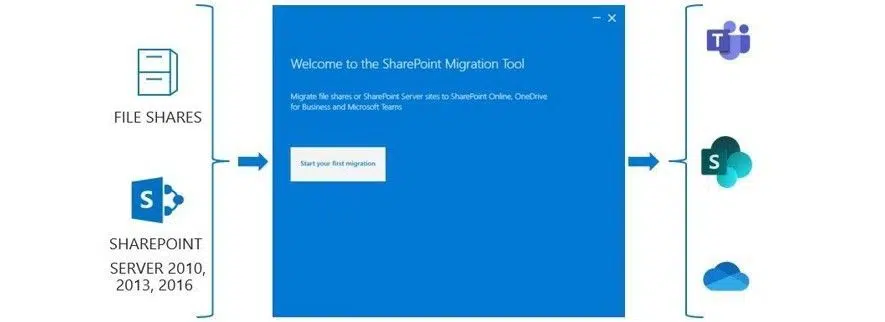 FILE SHARES
S
SHAREPOINT
SERVER 2010,
2013, 2016
Welcome to the SharePoint Migration Tool
Migrate file shares or SharePoint Server sites to SharePoint Online, OneDrive
for Business and Microsoft Teams
Start your first migration
T
S